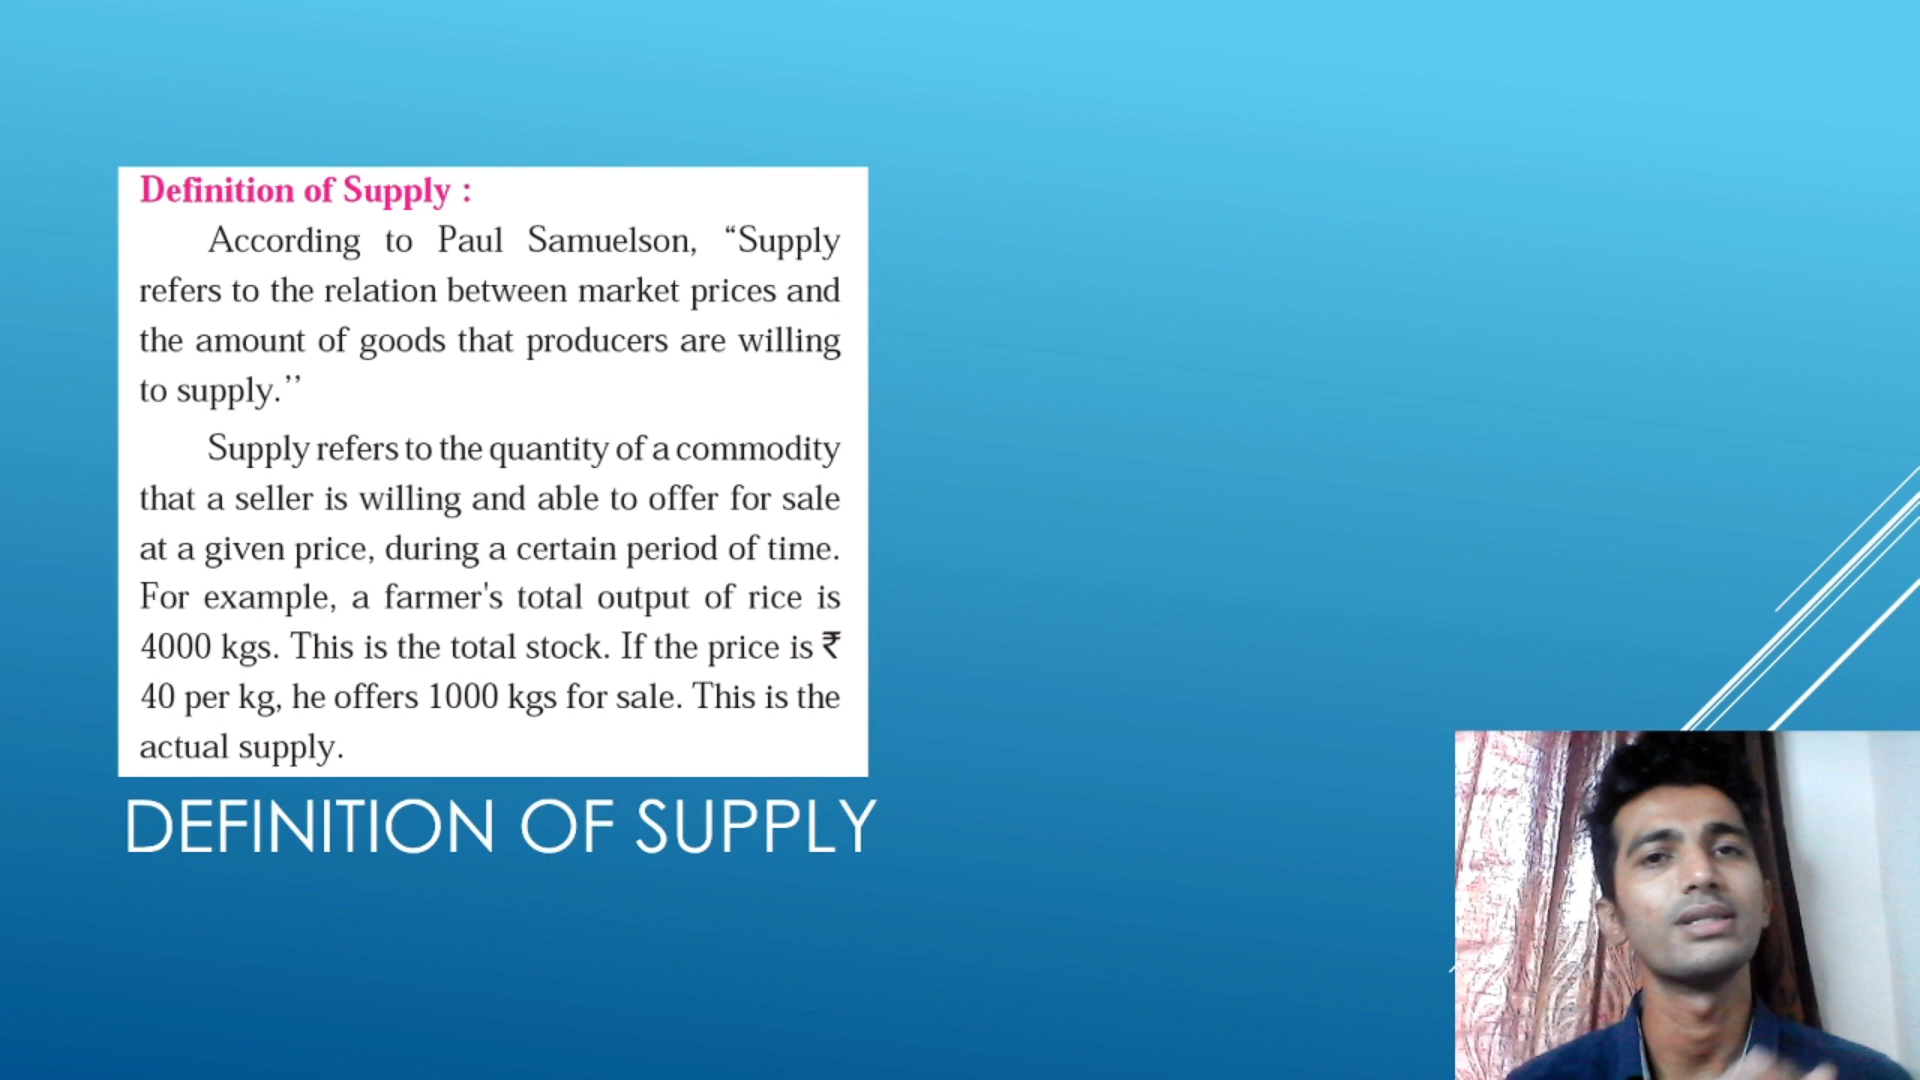 Definition of Supply :
According to Paul Samuelson, “Supply
refers to the relation between market prices and
the amount of goods that producers are willing
to supply.’’
Supply refers to the quantity of a commodity
that a seller is willing and able to offer for sale
at a given price, during a certain period of time.
For example, a farmer's total output of rice is
4000 kgs. This is the total stock. If the price is ₹
40 per kg, he offers 1000 kgs for sale. This is the
actual supply.
DEFINITION OF SUPPLY